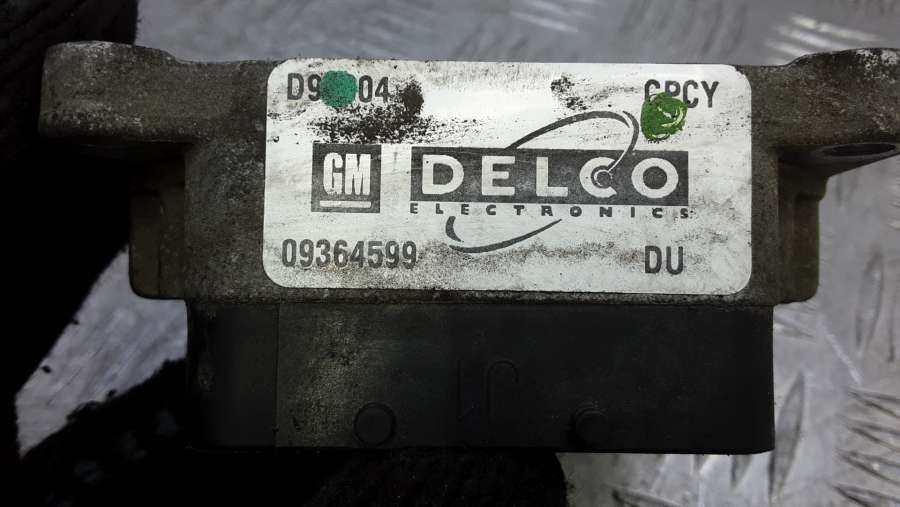 GM DELCO
ELECTRONICS
09364599 DU